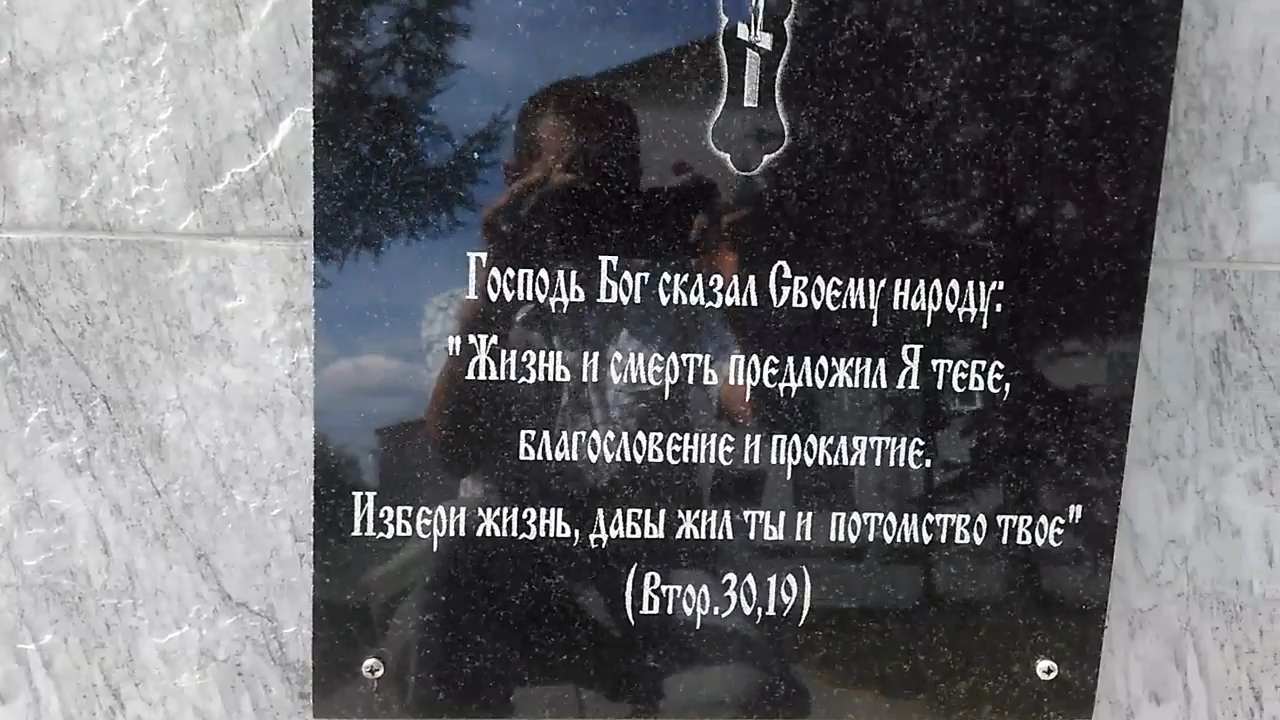 Господь Бог сказал Своему народу:
"Жизнь и смерть предложил Я тебе,
благословение и проклятие.
Избери жизнь, дабы жил ты и потомство твое"
(Втор.30,19)